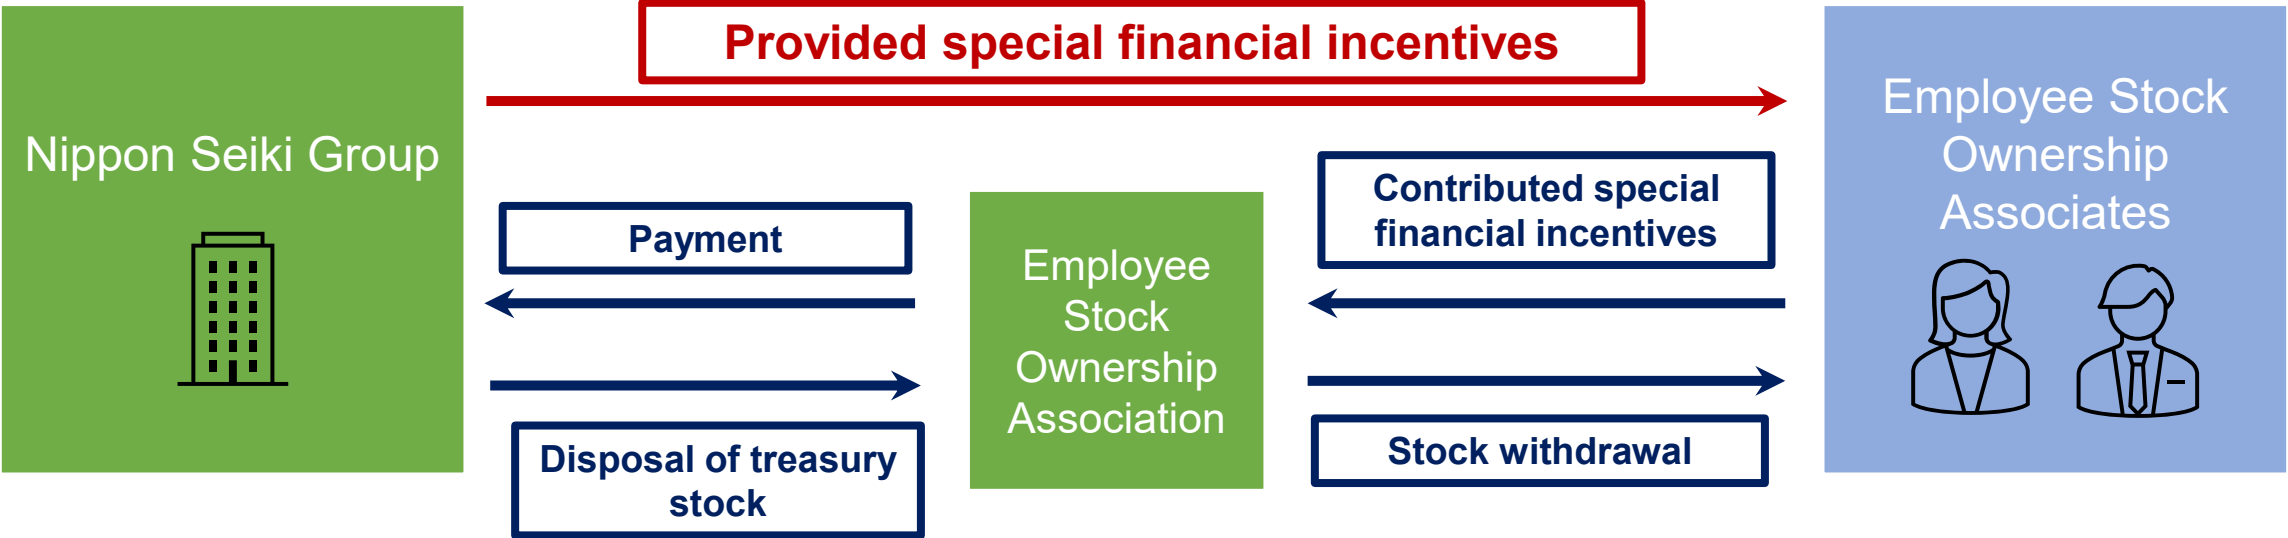 Provided special financial incentives
Nippon Seiki Group
Employee Stock
Ownership
Associates
Payment
Contributed special
financial incentives
Employee
Stock
Ownership
Association
Disposal of treasury
stock
Stock withdrawal